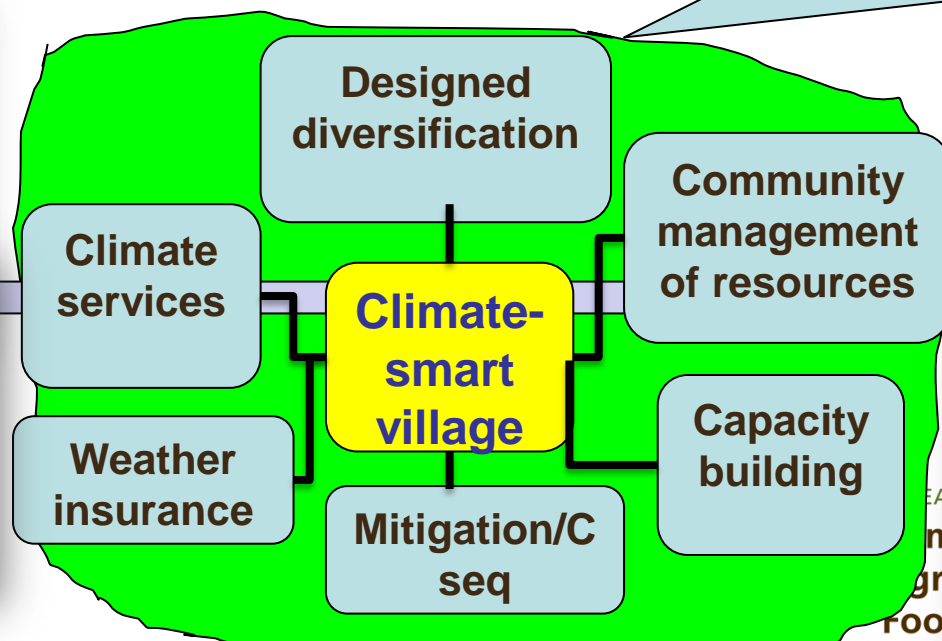 Designed
diversification
Community
management
of resources
Climate
services
Climate-
smart
village
Capacity
building
Weather
insurance
Mitigation/C
seq